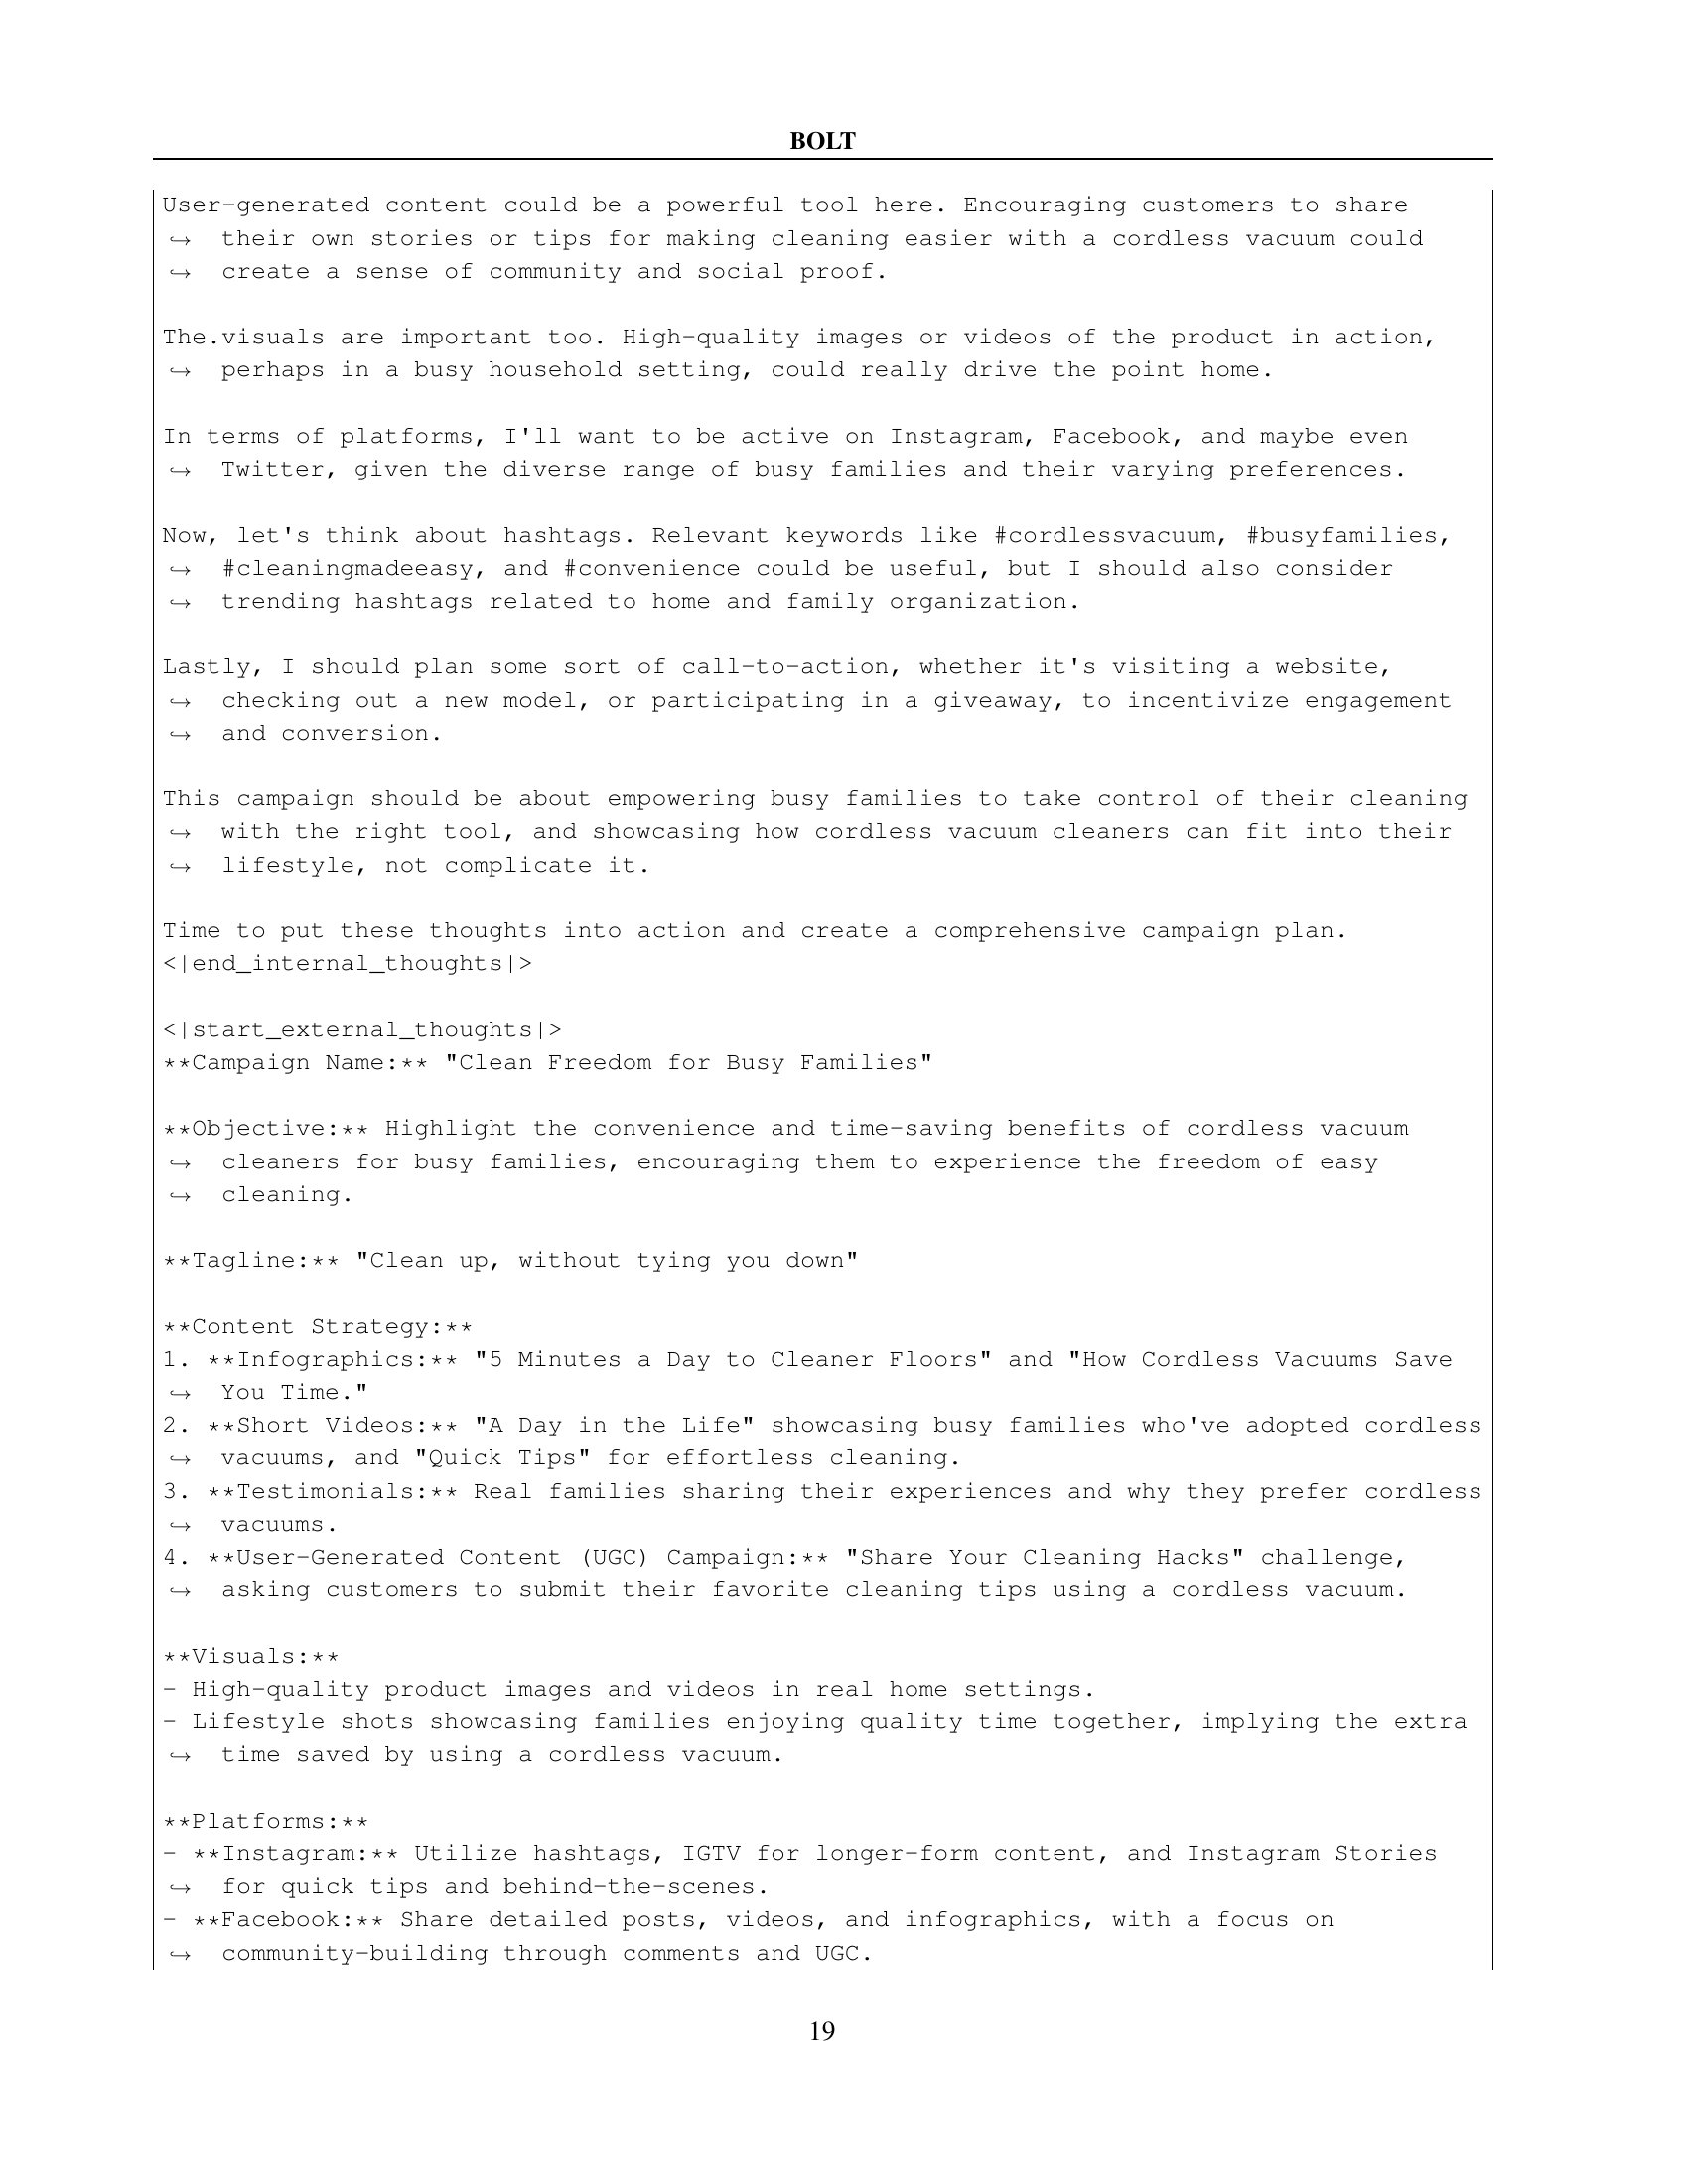 BOLT
User-generated content could be a powerful tool here. Encouraging customers to share
↪ their own stories or tips for making cleaning easier with a cordless vacuum could
↪ create a sense of community and social proof.
The.visuals are important too. High-quality images or videos of the product in action,
↪ perhaps in a busy household setting, could really drive the point home.
In terms of platforms, I'll want to be active on Instagram, Facebook, and maybe even
↪ Twitter, given the diverse range of busy families and their varying preferences.
Now, let's think about hashtags. Relevant keywords like #cordlessvacuum, #busyfamilies,
↪ #cleaningmadeeasy, and #convenience could be useful, but I should also consider
↪ trending hashtags related to home and family organization.
Lastly, I should plan some sort of call-to-action, whether it's visiting a website,
↪ checking out a new model, or participating in a giveaway, to incentivize engagement
↪ and conversion.
This campaign should be about empowering busy families to take control of their cleaning
↪ with the right tool, and showcasing how cordless vacuum cleaners can fit into their
↪ lifestyle, not complicate it.
Time to put these thoughts into action and create a comprehensive campaign plan.
<|end_internal_thoughts|>
<|start_external_thoughts|>
**Campaign Name:** "Clean Freedom for Busy Families"
**Objective:** Highlight the convenience and time-saving benefits of cordless vacuum
↪ cleaners for busy families, encouraging them to experience the freedom of easy
↪ cleaning.
**Tagline:** "Clean up, without tying you down"
**Content Strategy:**
1. **Infographics:** "5 Minutes a Day to Cleaner Floors" and "How Cordless Vacuums Save
↪ You Time."
2. **Short Videos:** "A Day in the Life" showcasing busy families who've adopted cordless
↪ vacuums, and "Quick Tips" for effortless cleaning.
3. **Testimonials:** Real families sharing their experiences and why they prefer cordless
↪ vacuums.
4. **User-Generated Content (UGC) Campaign:** "Share Your Cleaning Hacks" challenge,
↪ asking customers to submit their favorite cleaning tips using a cordless vacuum.
**Visuals:**
- High-quality product images and videos in real home settings.
- Lifestyle shots showcasing families enjoying quality time together, implying the extra
↪ time saved by using a cordless vacuum.
**Platforms:**
- **Instagram:** Utilize hashtags, IGTV for longer-form content, and Instagram Stories
↪ for quick tips and behind-the-scenes.
- **Facebook:** Share detailed posts, videos, and infographics, with a focus on
↪ community-building through comments and UGC.
19